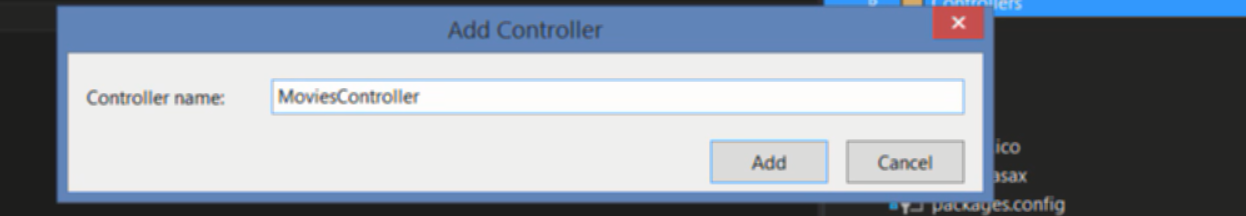 Controllers
Add Controller
Controller name: MoviesController
Add Cancel
ico
asax
packages.config